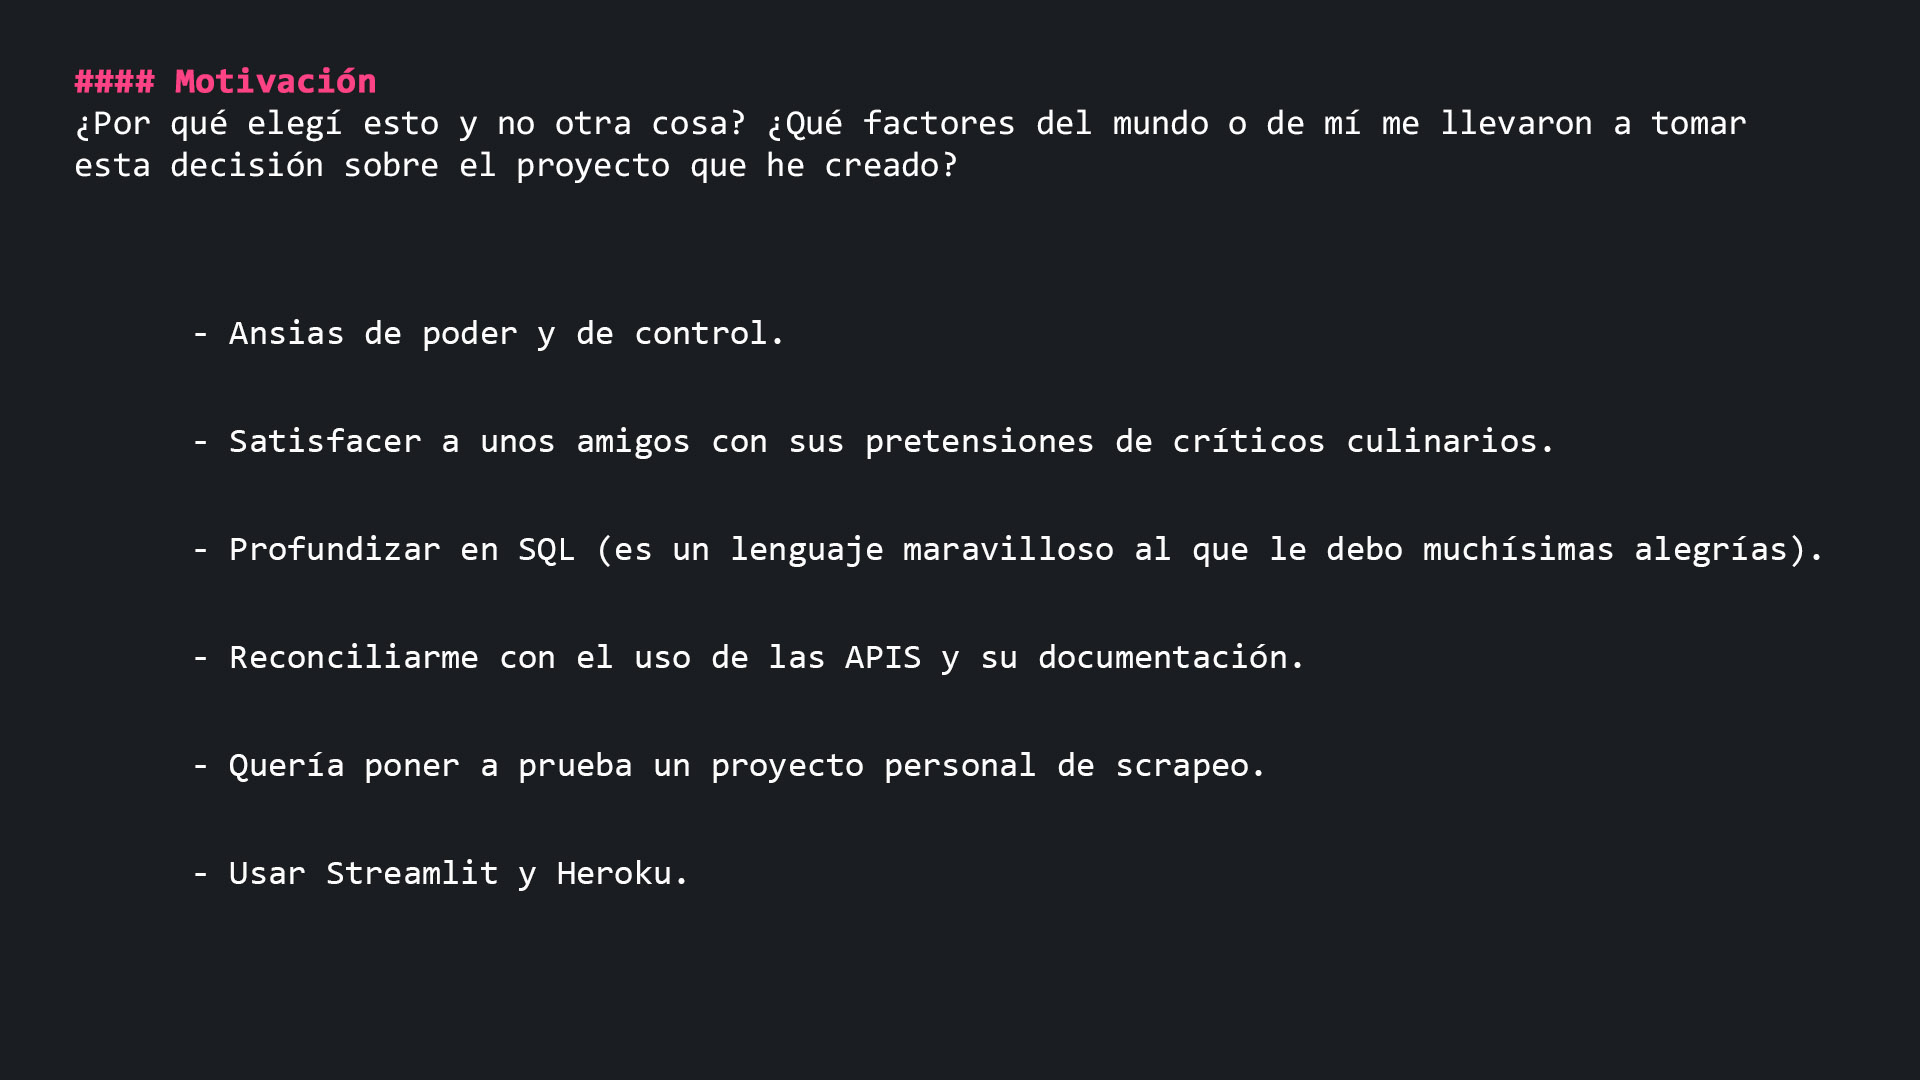 #### Motivación
¿Por qué elegí esto y no otra cosa? ¿Qué factores del mundo o de mí me llevaron a tomar
esta decisión sobre el proyecto que he creado?
- Ansias de poder y de control.
- Satisfacer a unos amigos con sus pretensiones de críticos culinarios.
- Profundizar en SQL (es un lenguaje maravilloso al que le debo muchísimas alegrías).
- Reconciliarme con el uso de las APIS y su documentación.
- Quería poner a prueba un proyecto personal de scrapeo.
- Usar Streamlit y Heroku.